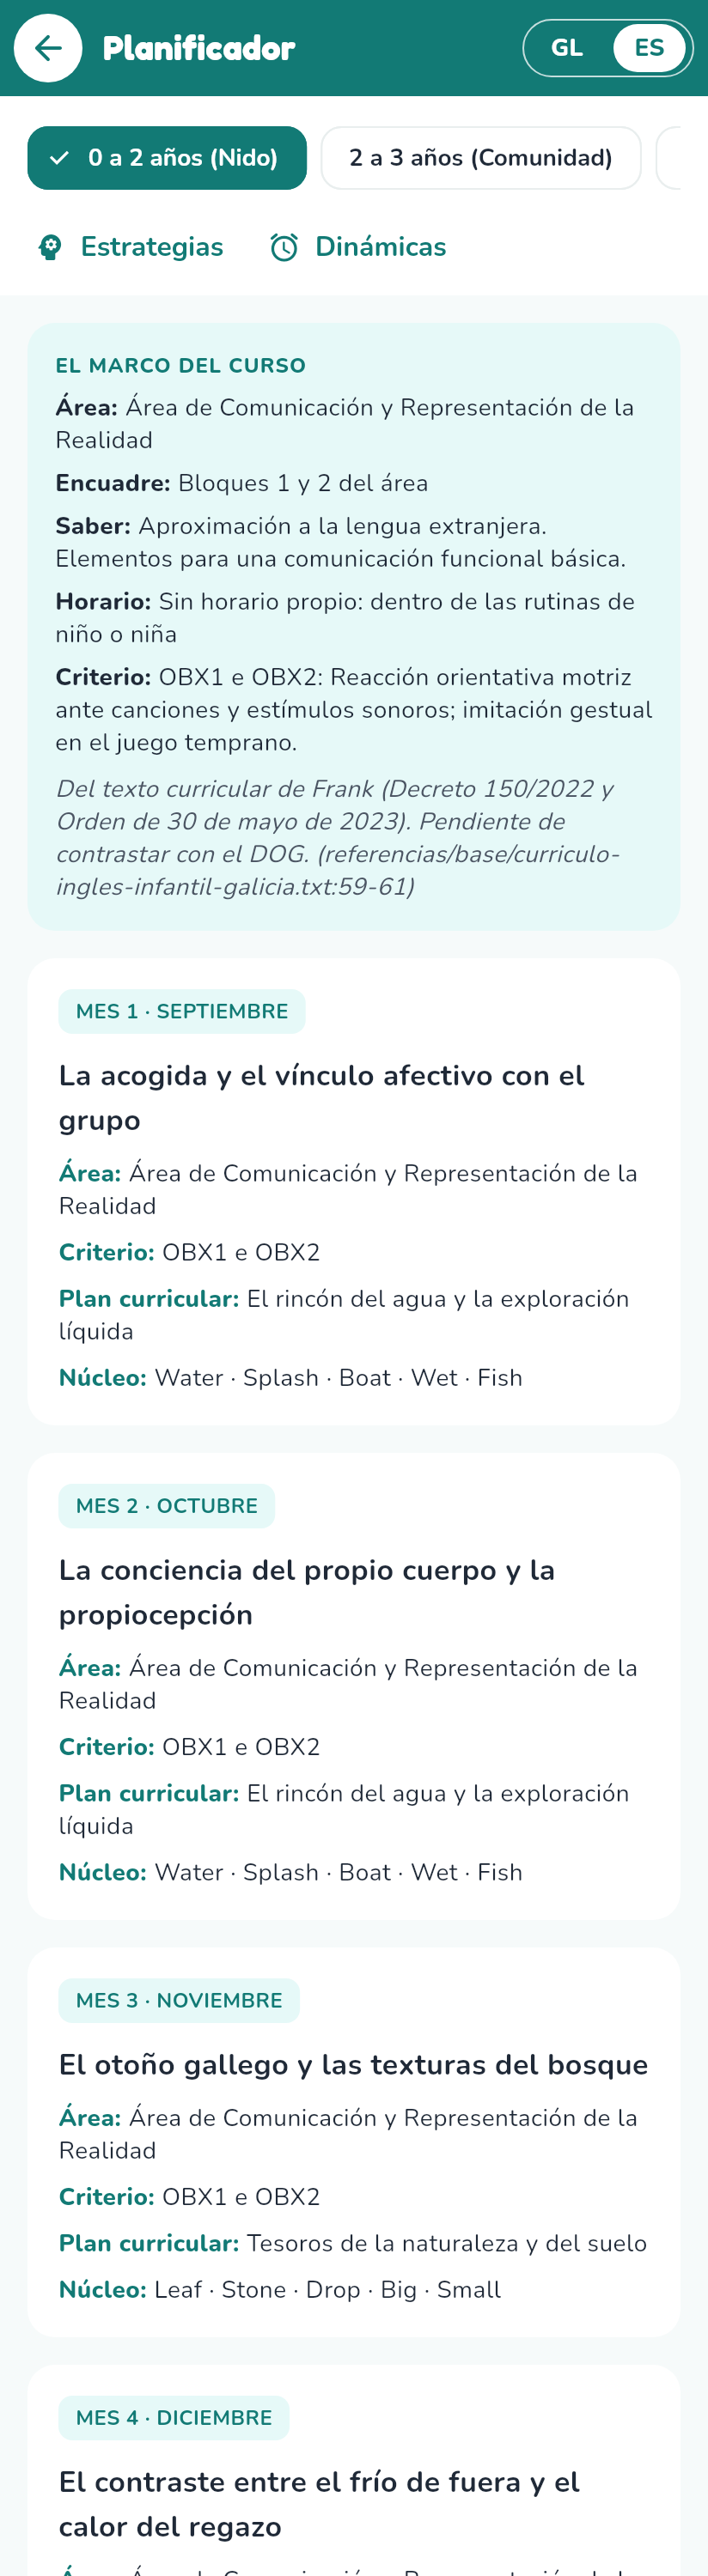 Planificador
GL
ES
0 a 2 años (Nido)
2 a 3 años (Comunidad)
Estrategias
Dinámicas
EL MARCO DEL CURSO
Área: Área de Comunicación y Representación de la
Realidad
Encuadre: Bloques 1 y 2 del área
Saber: Aproximación a la lengua extranjera.
Elementos para una comunicación funcional básica.
Horario: Sin horario propio: dentro de las rutinas de
niño o niña
Criterio: OBX1 e OBX2: Reacción orientativa motriz
ante canciones y estímulos sonoros; imitación gestual
en el juego temprano.
Del texto curricular de Frank (Decreto 150/2022 y
Orden de 30 de mayo de 2023). Pendiente de
contrastar con el DOG. (referencias/base/curriculo-
ingles-infantil-galicia.txt:59-61)
MES 1 · SEPTIEMBRE
La acogida y el vínculo afectivo con el
grupo
Área: Área de Comunicación y Representación de la
Realidad
Criterio: OBX1 e OBX2
Plan curricular: El rincón del agua y la exploración
líquida
Núcleo: Water · Splash · Boat · Wet · Fish
MES 2 · OCTUBRE
La conciencia del propio cuerpo y la
propiocepción
Área: Área de Comunicación y Representación de la
Realidad
Criterio: OBX1 e OBX2
Plan curricular: El rincón del agua y la exploración
líquida
Núcleo: Water · Splash · Boat · Wet · Fish
MES 3 · NOVIEMBRE
El otoño gallego y las texturas del bosque
Área: Área de Comunicación y Representación de la
Realidad
Criterio: OBX1 e OBX2
Plan curricular: Tesoros de la naturaleza y del suelo
Núcleo: Leaf · Stone · Drop · Big · Small
MES 4 · DICIEMBRE
El contraste entre el frío de fuera y el
calor del regazo